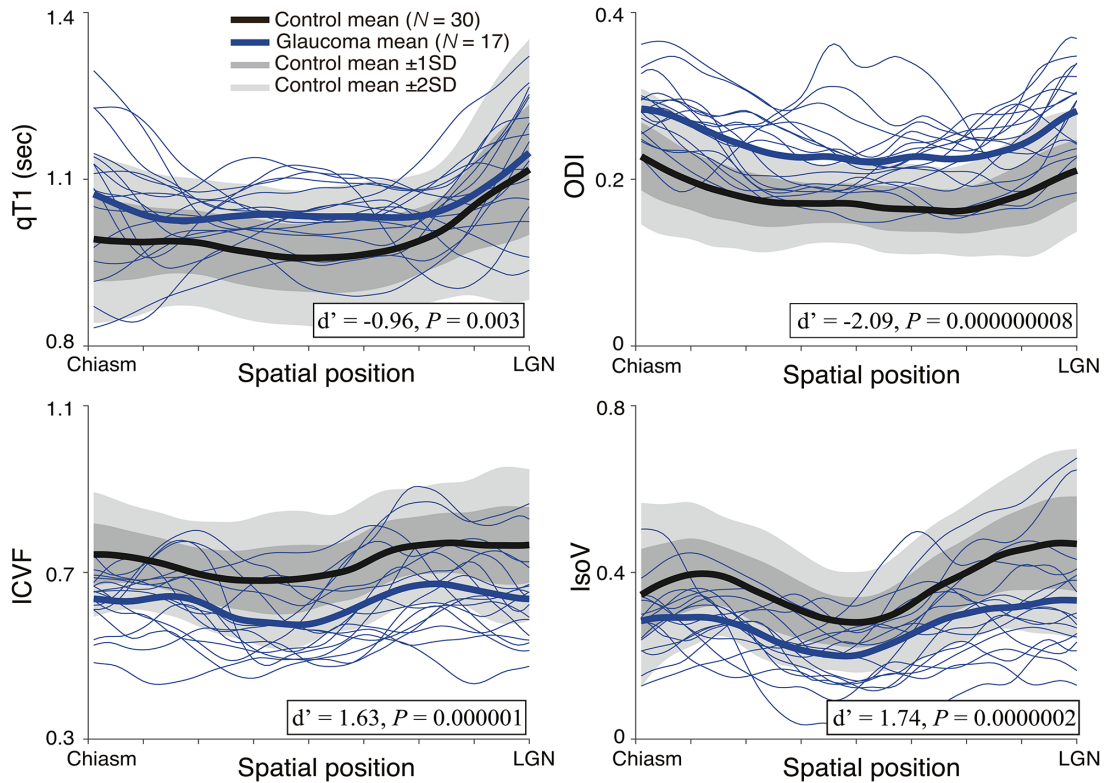 1.4
Control mean (N = 30)
Glaucoma mean (N = 17)
Control mean ±1SD
Control mean ±2SD
qT1 (sec)
1.1
0.8
d’ = -0.96, P = 0.003
Chiasm
Spatial position
LGN
0.4
ODI
0.2
0
d’ = -2.09, P = 0.000000008
Chiasm
Spatial position
LGN
1.1
ICVF
0.7
0.3
d’ = 1.63, P = 0.000001
Chiasm
Spatial position
LGN
0.8
IsoV
0.4
0
d’ = 1.74, P = 0.0000002
Chiasm
Spatial position
LGN